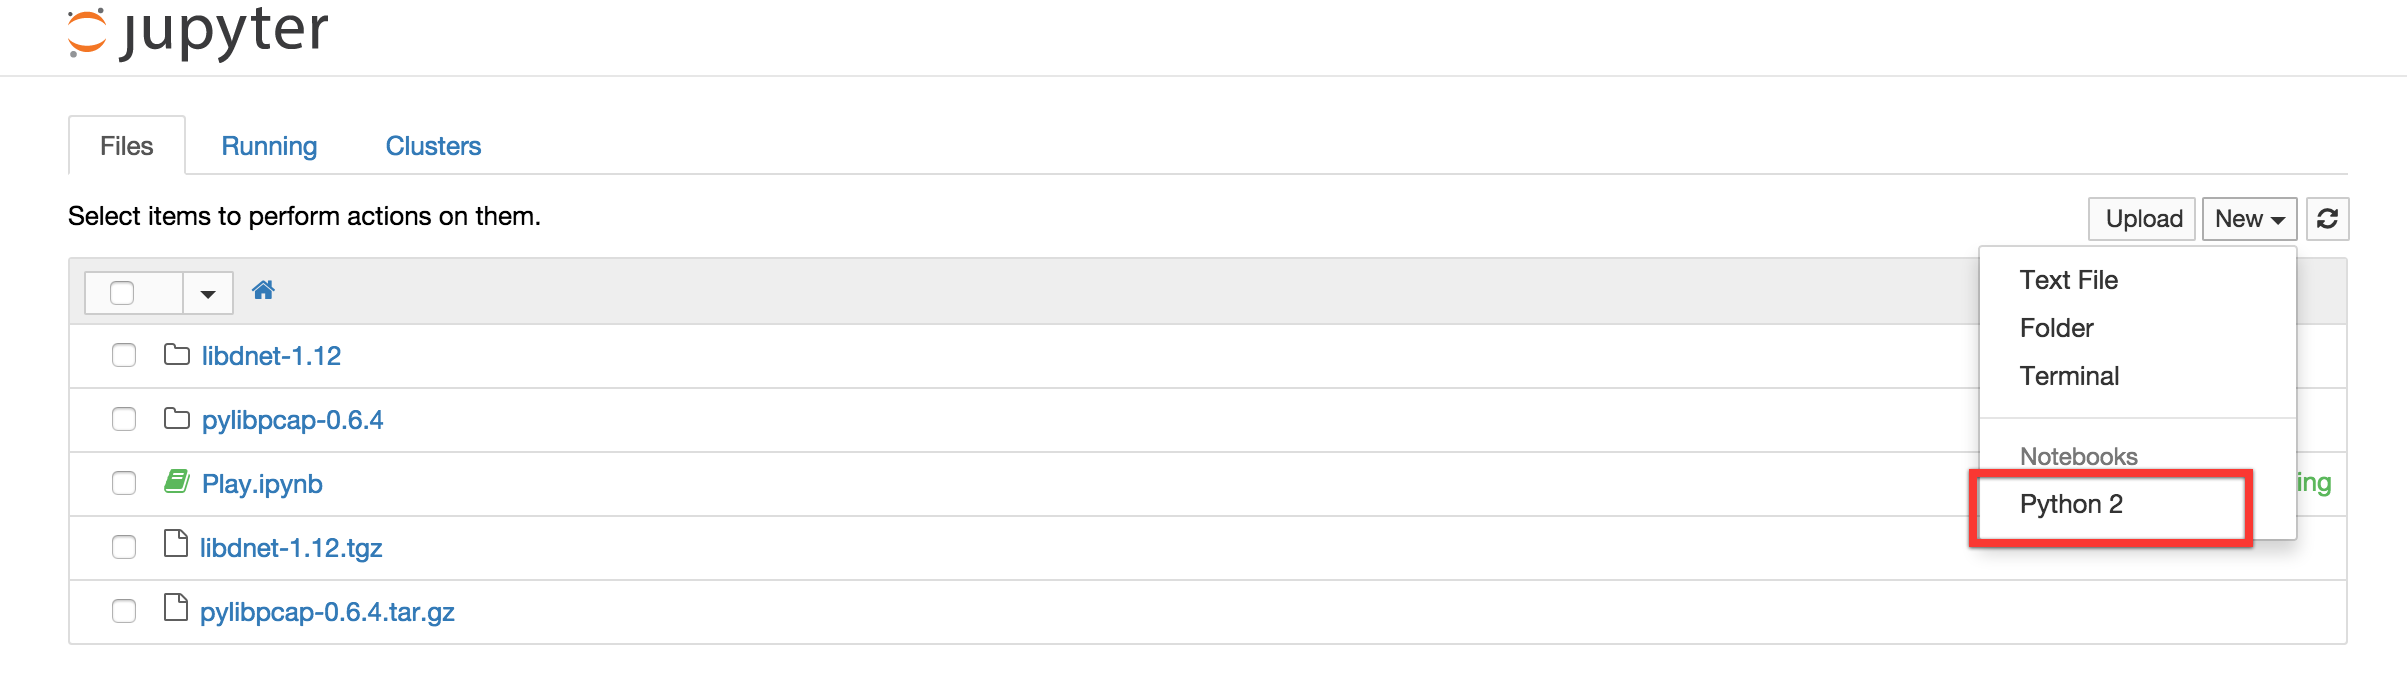 jupyter
Files Running Clusters
Select items to perform actions on them.
Upload New
Text File
Folder
Terminal
Notebooks
Python 2
libdnet-1.12
pylibpcap-0.6.4
Play.ipynb
ing
libdnet-1.12.tgz
pylibpcap-0.6.4.tar.gz